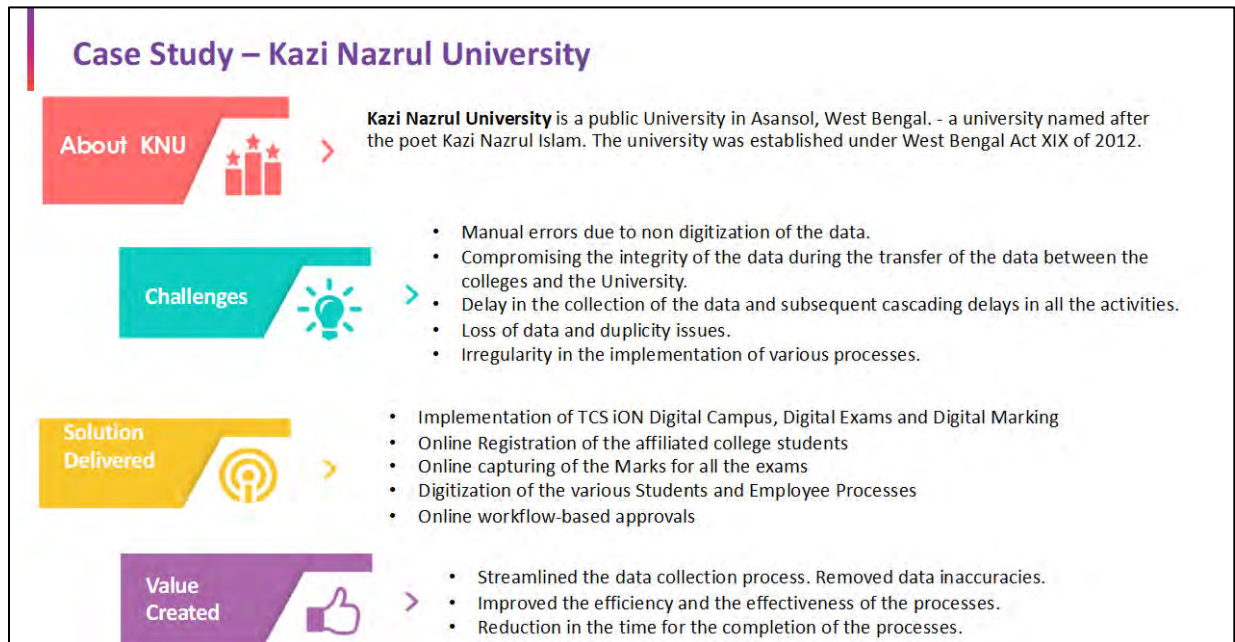 Case Study – Kazi Nazrul University
About KNU
Kazi Nazrul University is a public University in Asansol, West Bengal. - a university named after
the poet Kazi Nazrul Islam. The university was established under West Bengal Act XIX of 2012.
Challenges
• Manual errors due to non digitization of the data.
• Compromising the integrity of the data during the transfer of the data between the
colleges and the University.
• Delay in the collection of the data and subsequent cascading delays in all the activities.
• Loss of data and duplicity issues.
• Irregularity in the implementation of various processes.
Solution
Delivered
• Implementation of TCS iON Digital Campus, Digital Exams and Digital Marking
• Online Registration of the affiliated college students
• Online capturing of the Marks for all the exams
• Digitization of the various Students and Employee Processes
• Online workflow-based approvals
Value
Created
• Streamlined the data collection process. Removed data inaccuracies.
• Improved the efficiency and the effectiveness of the processes.
• Reduction in the time for the completion of the processes.